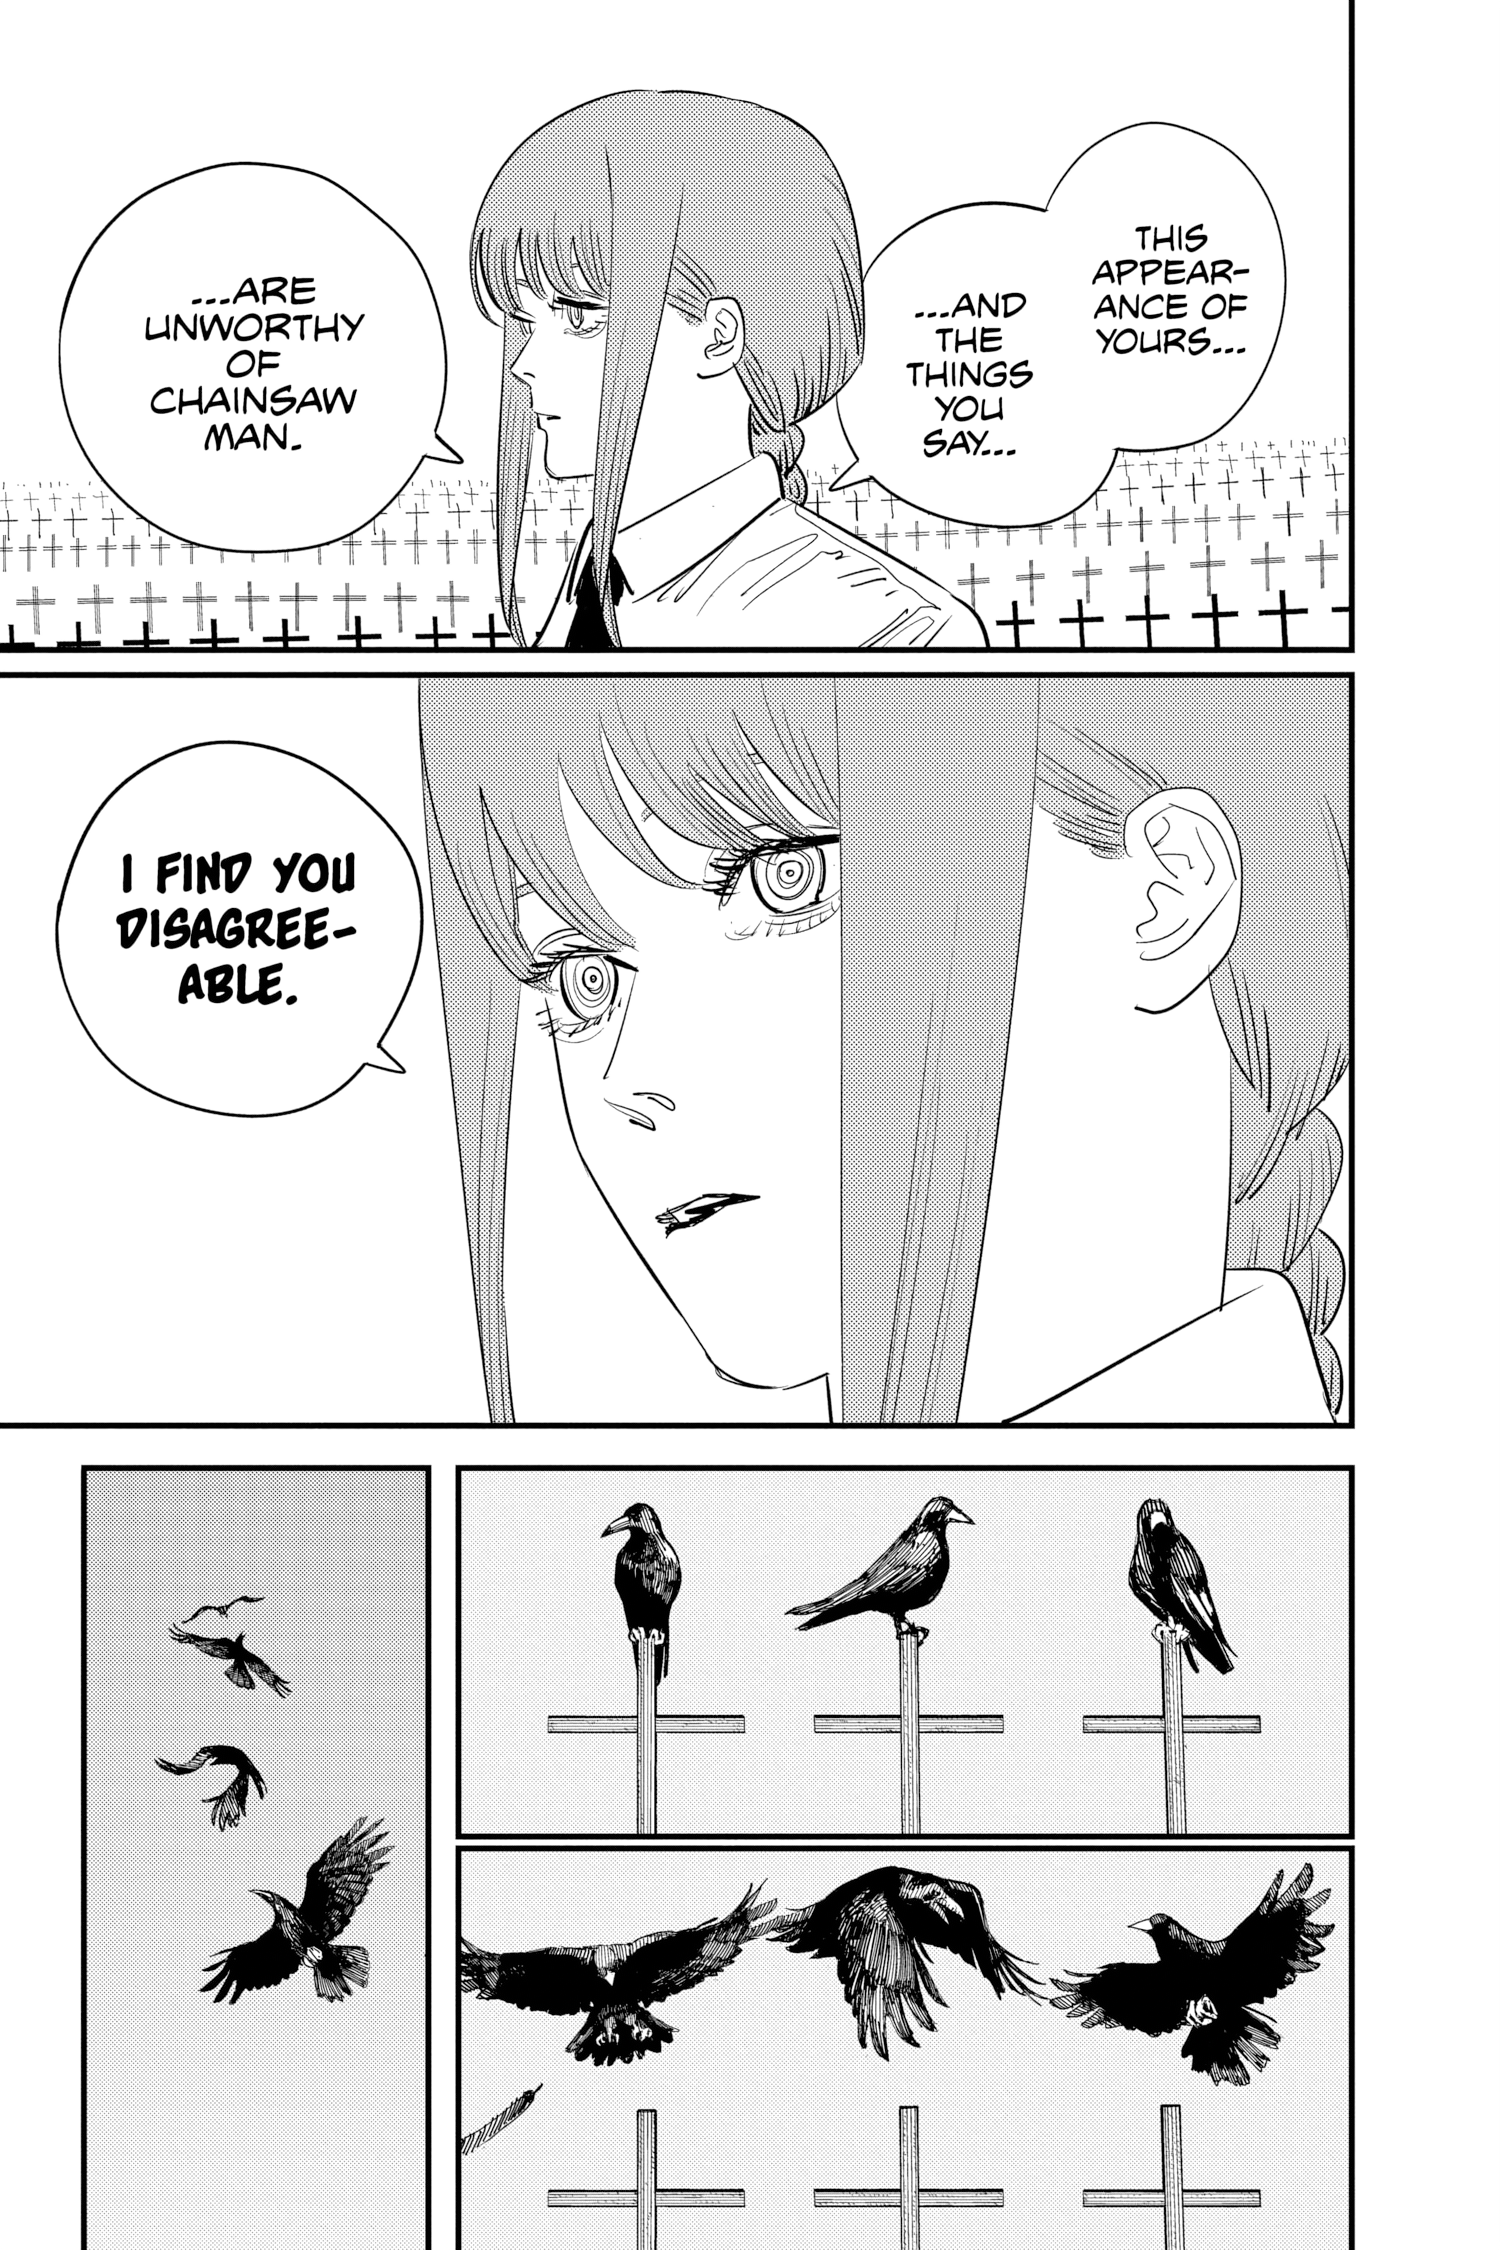 THIS
APPEAR-
ANCE OF
YOURS...
...AND
THE
THINGS
YOU
SAY...
...ARE
UNWORTHY
OF
CHAINSAW
MAN.
I FIND YOU
DISAGREE-
ABLE.